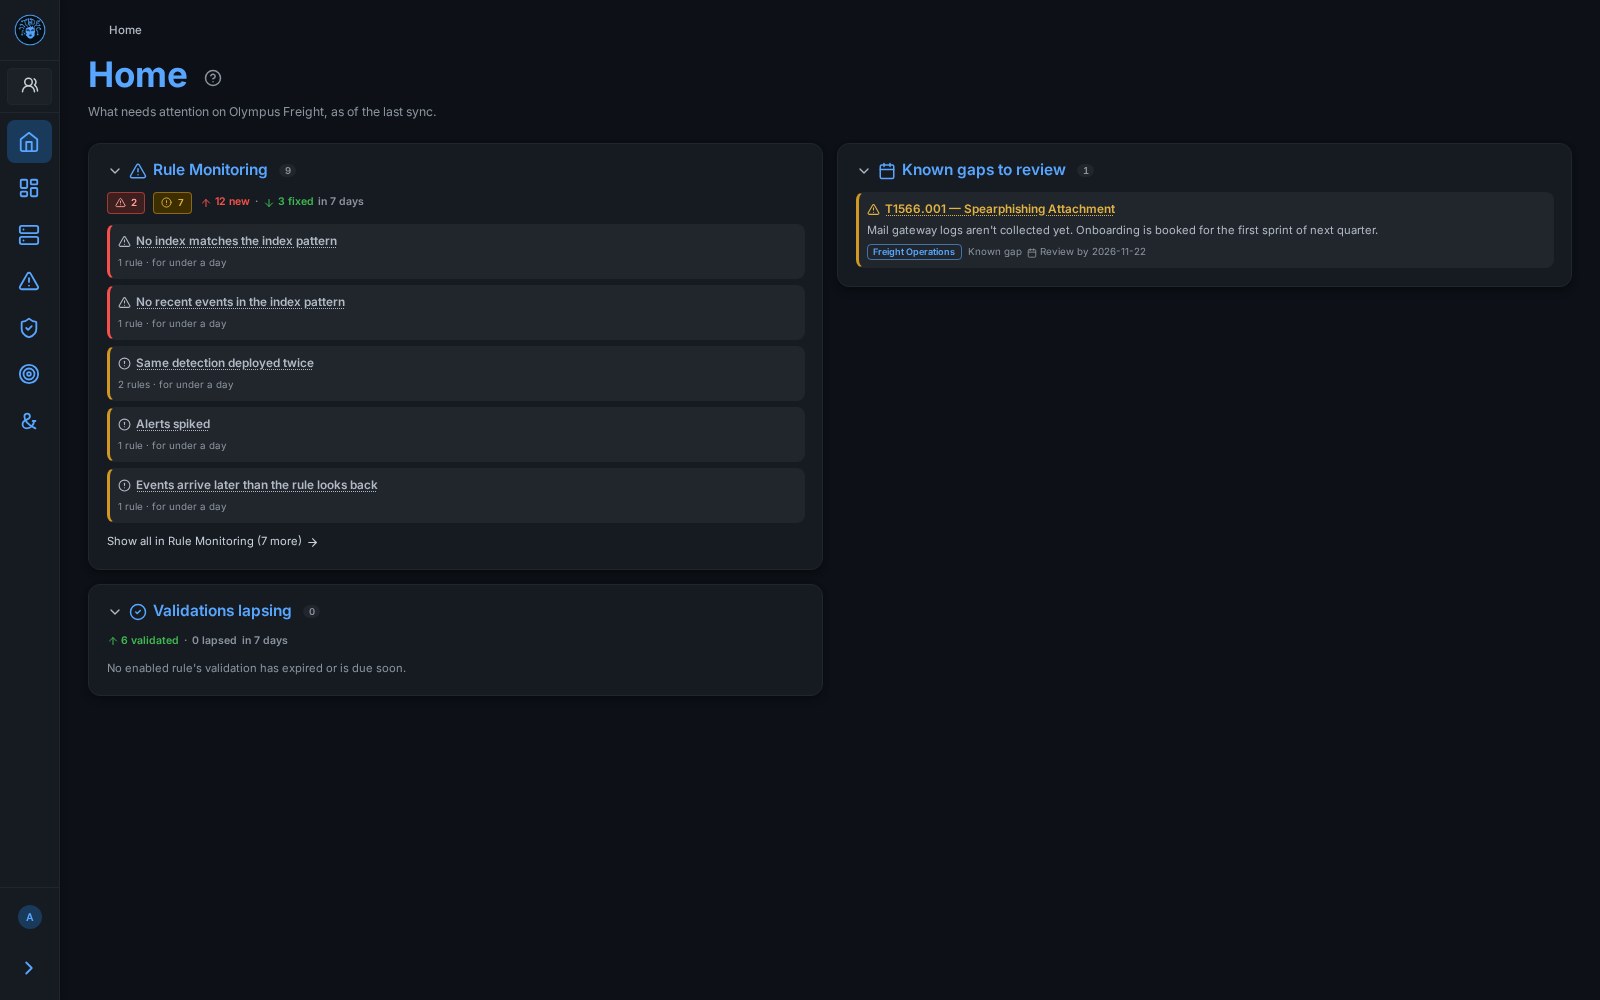 Home
Home
What needs attention on Olympus Freight, as of the last sync.
Rule Monitoring 9
2 7 12 new · 3 fixed in 7 days
No index matches the index pattern
1 rule · for under a day
No recent events in the index pattern
1 rule · for under a day
Same detection deployed twice
2 rules · for under a day
Alerts spiked
1 rule · for under a day
Events arrive later than the rule looks back
1 rule · for under a day
Show all in Rule Monitoring (7 more)
Validations lapsing 0
6 validated · 0 lapsed in 7 days
No enabled rule's validation has expired or is due soon.
Known gaps to review 1
T1566.001 — Spearphishing Attachment
Mail gateway logs aren't collected yet. Onboarding is booked for the first sprint of next quarter.
Freight Operations Known gap Review by 2026-11-22
A